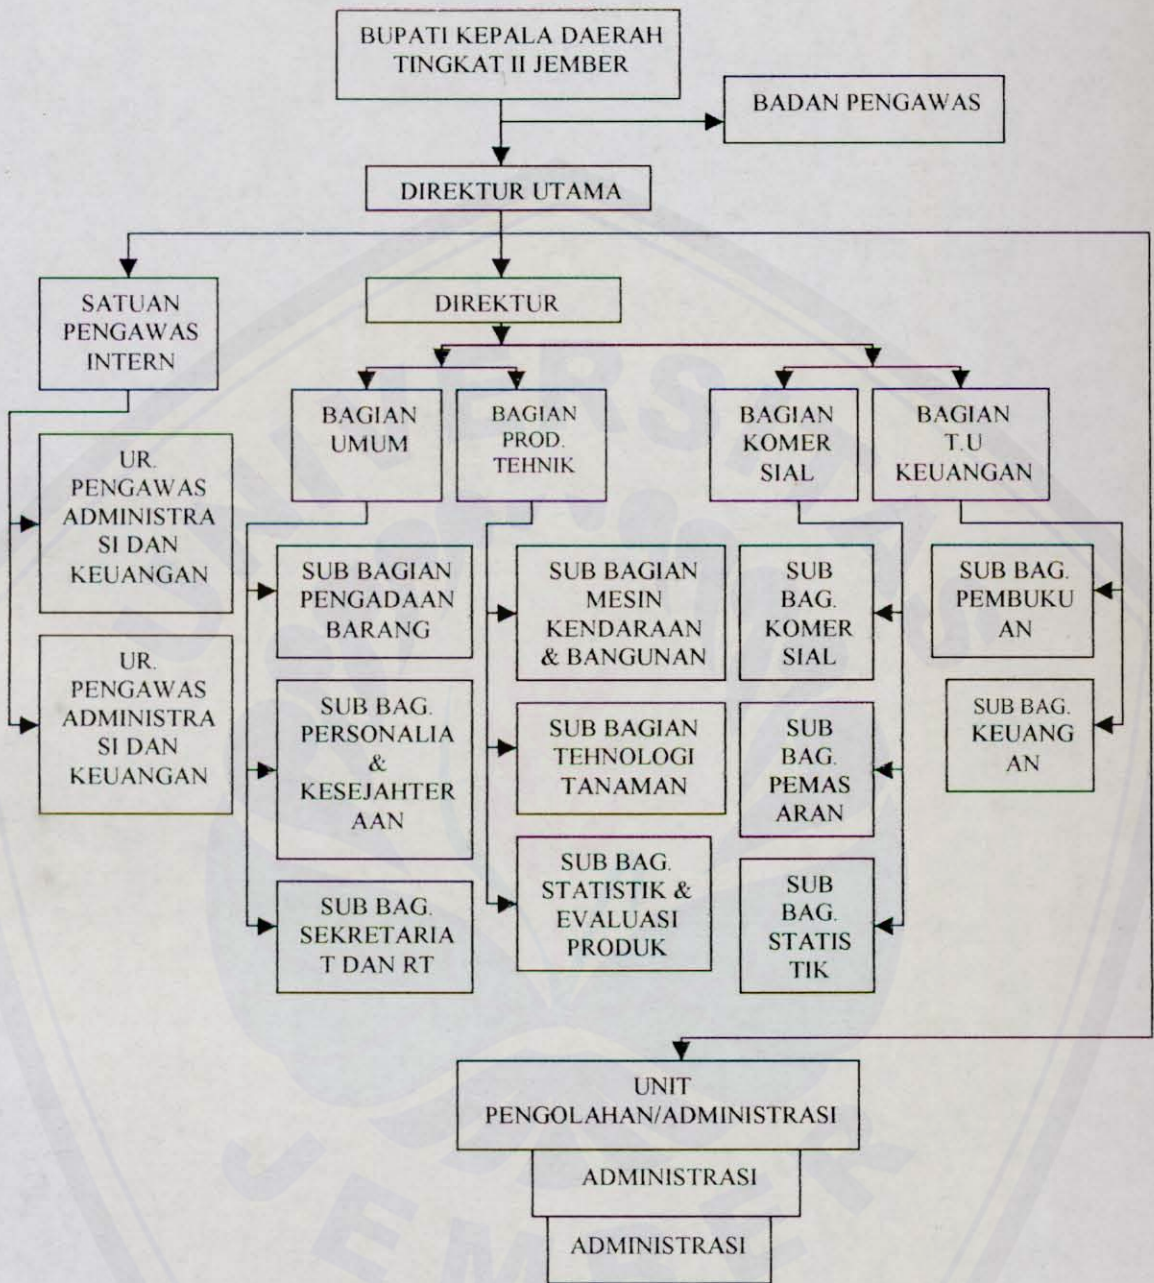 BUPATI KEPALA DAERAH
TINGKAT II JEMBER
BADAN PENGAWAS
DIREKTUR UTAMA
SATUAN
PENGAWAS
INTERN
DIREKTUR
BAGIAN
UMUM
BAGIAN
PROD.
TEHNIK
BAGIAN
KOMER
SIAL
BAGIAN
T.U
KEUANGAN
UR.
PENGAWAS
ADMINISTRA
SI DAN
KEUANGAN
UR.
PENGAWAS
ADMINISTRA
SI DAN
KEUANGAN
SUB BAGIAN
PENGADAAN
BARANG
SUB BAG.
PERSONALIA
&
KESEJAHTER
AAN
SUB BAG.
SEKRETARIA
T DAN RT
SUB BAGIAN
MESIN
KENDARAAN
& BANGUNAN
SUB BAGIAN
TEHNOLOGI
TANAMAN
SUB BAG.
STATISTIK &
EVALUASI
PRODUK
SUB
BAG.
KOMER
SIAL
SUB
BAG.
PEMAS
ARAN
SUB
BAG.
STATIS
TIK
SUB BAG.
PEMBUKU
AN
SUB BAG.
KEUANG
AN
UNIT
PENGOLAHAN/ADMINISTRASI
ADMINISTRASI
ADMINISTRASI
UNIVERSITAS
JEMBER